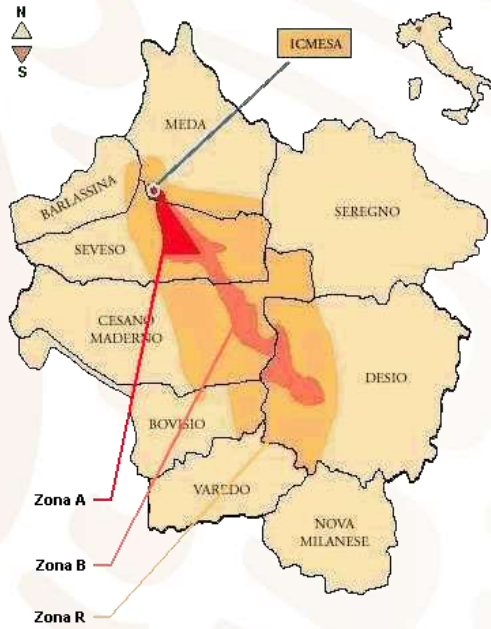 N
S
ICMESA
MEDA
BARLASSINA
SEREGNO
SEVESO
CESANO
MADERNO
DESIO
BOVISIO
VAREDO
Zona A
NOVA
MILANESE
Zona B
Zona R